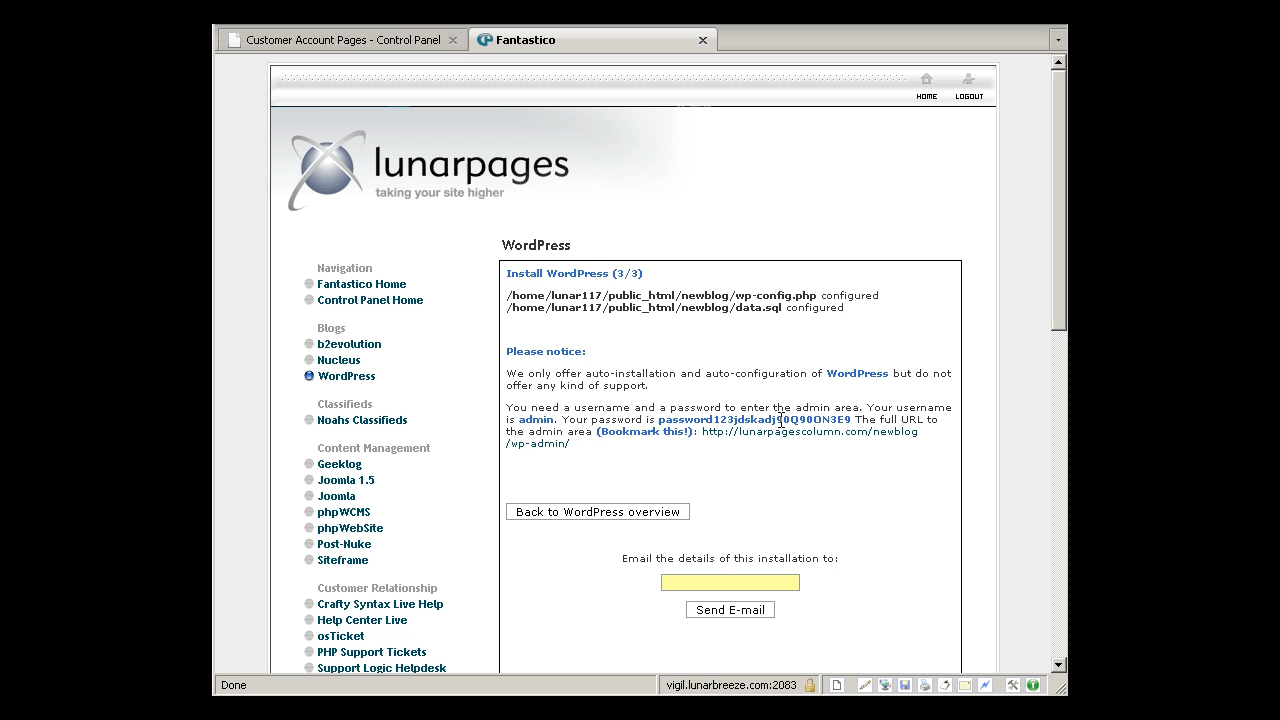 Customer Account Pages - Control Panel
Fantastico
HOME
LOGOUT
lunarpages
taking your site higher
WordPress
Navigation
Fantastico Home
Control Panel Home
Blogs
b2evolution
Nucleus
WordPress
Classifieds
Noahs Classifieds
Content Management
Geeklog
Joomla 1.5
Joomla
phpWCMS
phpWebSite
Post-Nuke
Siteframe
Customer Relationship
Crafty Syntax Live Help
Help Center Live
osTicket
PHP Support Tickets
Support Logic Helpdesk
Install WordPress (3/3)
/home/lunar117/public_html/newblog/wp-config.php configured
/home/lunar117/public_html/newblog/data.sql configured
Please notice:
We only offer auto-installation and auto-configuration of WordPress but do not
offer any kind of support.
You need a username and a password to enter the admin area. Your username
is admin. Your password is The full URL to
the admin area (Bookmark this!): http://lunarpagescolumn.com/newblog
/wp-admin/
Back to WordPress overview
Email the details of this installation to:
Send E-mail
Done
vigil.lunarbreeze.com:2083